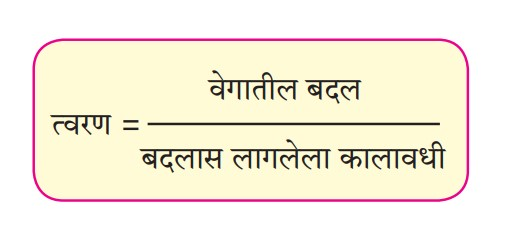 वेगातील बदल
त्वरण =
बदलास लागलेला कालावधी